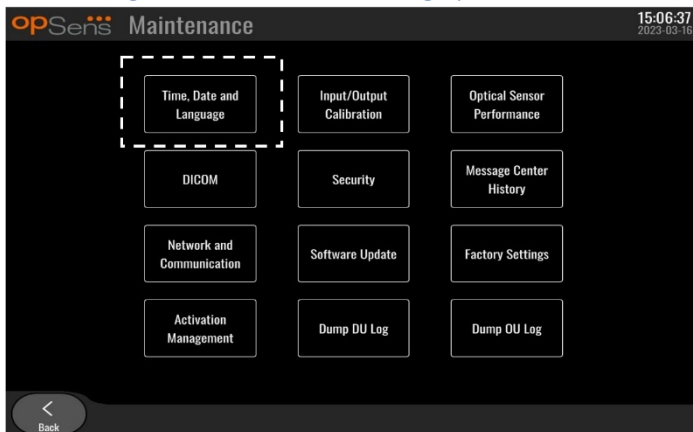 opSens Maintenance
15:06:37
2023-03-16
Time, Date and
Language
Input/Output
Calibration
Optical Sensor
Performance
DICOM
Security
Message Center
History
Network and
Communication
Software Update
Factory Settings
Activation
Management
Dump DU Log
Dump OU Log
Back